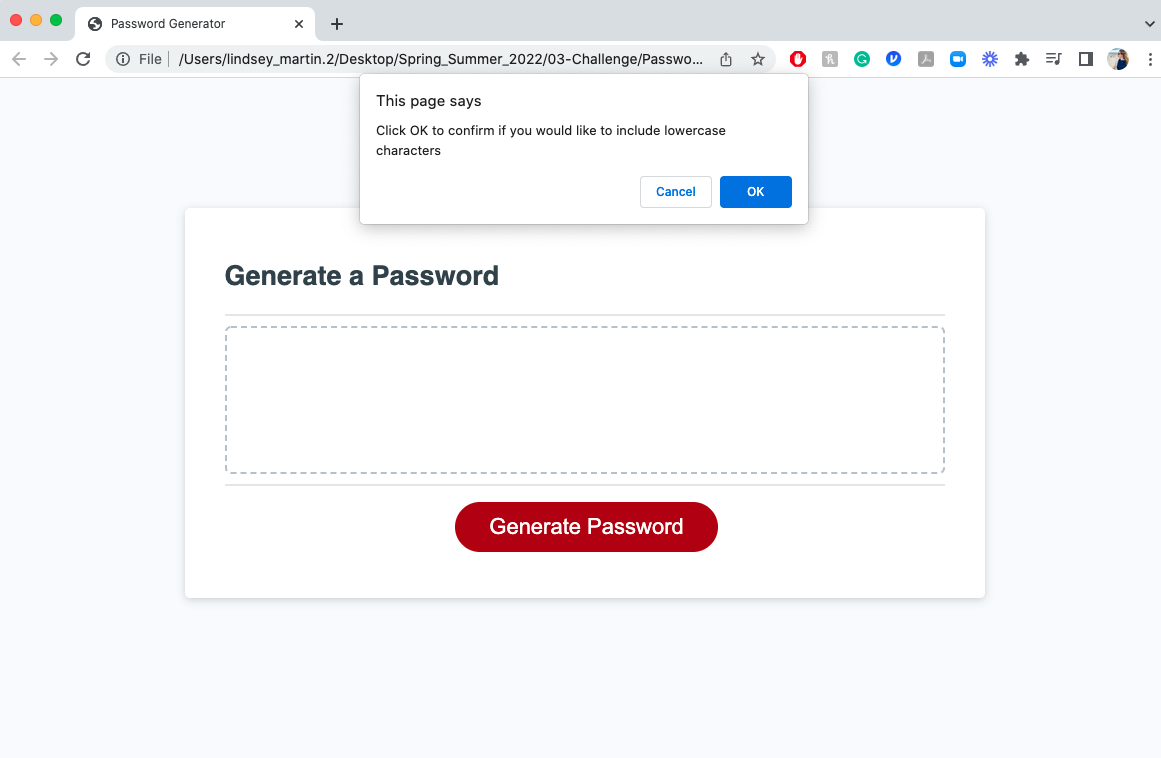 Password Generator
File
/Users/lindsey_martin.2/Desktop/Spring_Summer_2022/03-Challenge/Passwo...
This page says
Click OK to confirm if you would like to include lowercase
characters
Cancel
OK
Generate a Password
Generate Password